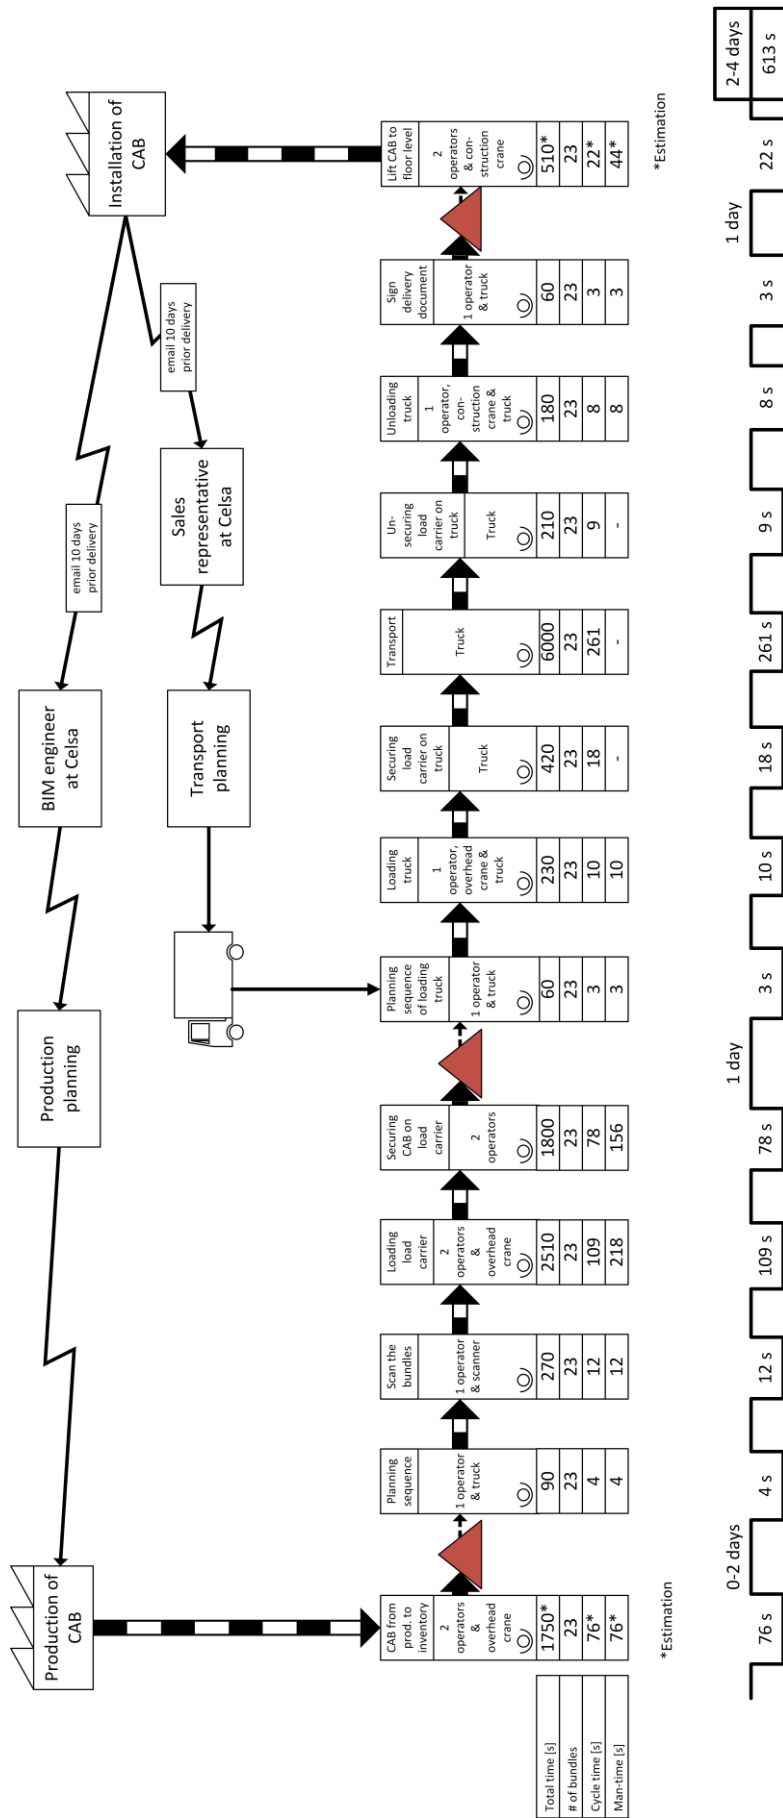 Production of
CAB
Production
planning
BIM engineer
at Celsa
email 10 days
prior delivery
Installation of
CAB
Transport
planning
Sales
representative
at Celsa
email 10 days
prior delivery
Total time [s]
# of bundles
Cycle time [s]
Man-time [s]
CAB from
prod. to
inventory
2
operators
&
overhead
crane
1750*
23
76*
76*
*Estimation
Planning
sequence
1 operator
& truck
90
23
4
4
Scan the
bundles
1 operator
& scanner
270
23
12
12
Loading load
carrier
2
operators
&
overhead
crane
2510
23
109
218
Securing
CAB on
load
carrier
2
operators
1800
23
78
156
Planning
sequence
of loading
truck
1 operator
& truck
60
23
3
3
Loading
truck
1
operator,
overhead
crane &
truck
230
23
10
10
Securing
load
carrier on
truck
Truck
420
23
18
-
Transport
Truck
6000
23
261
-
Un-
securing
load
carrier on
truck
Truck
210
23
9
-
Unloading
truck
1
operator,
con-
struction
crane &
truck
180
23
8
8
Sign
delivery
document
1 operator
& truck
60
23
3
3
Lift CAB to
floor level
2
operators
& con-
struction
crane
510*
23
22*
44*
*Estimation
0-2 days
1 day
1 day
2-4 days
76 s
4 s
12 s
109 s
78 s
3 s
10 s
18 s
261 s
9 s
8 s
3 s
22 s
613 s